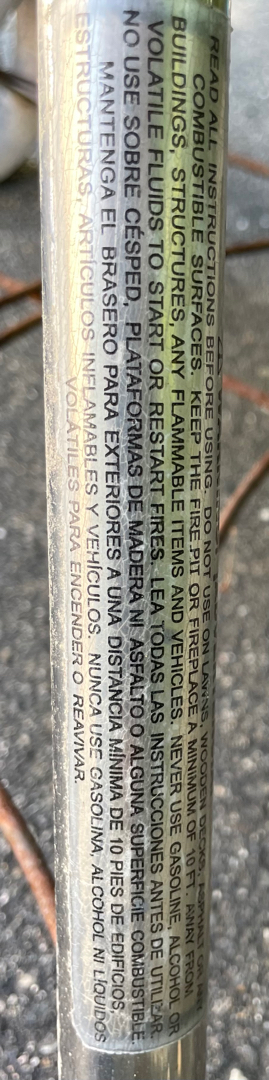 READ ALL INSTRUCTIONS BEFORE USING. DO NOT USE ON LAWNS, WOODEN DECKS, ASPHALT OR ANY
COMBUSTIBLE SURFACES. KEEP THE FIRE PIT OR FIREPLACE A MINIMUM OF 10 FT. AWAY FROM
BUILDINGS, STRUCTURES, ANY FLAMMABLE ITEMS AND VEHICLES. NEVER USE GASOLINE, ALCOHOL OR
VOLATILE FLUIDS TO START OR RESTART FIRES. LEA TODAS LAS INSTRUCCIONES ANTES DE UTILIZAR.
NO USE SOBRE CÉSPED, PLATAFORMAS DE MADERA NI ASFALTO O ALGUNA SUPERFICIE COMBUSTIBLE.
MANTENGA EL BRASERO PARA EXTERIORES A UNA DISTANCIA MÍNIMA DE 10 PIES DE EDIFICIOS,
ESTRUCTURAS, ARTÍCULOS INFLAMABLES Y VEHÍCULOS. NUNCA USE GASOLINA, ALCOHOL NI LÍQUIDOS
VOLÁTILES PARA ENCENDER O REAVIVAR.